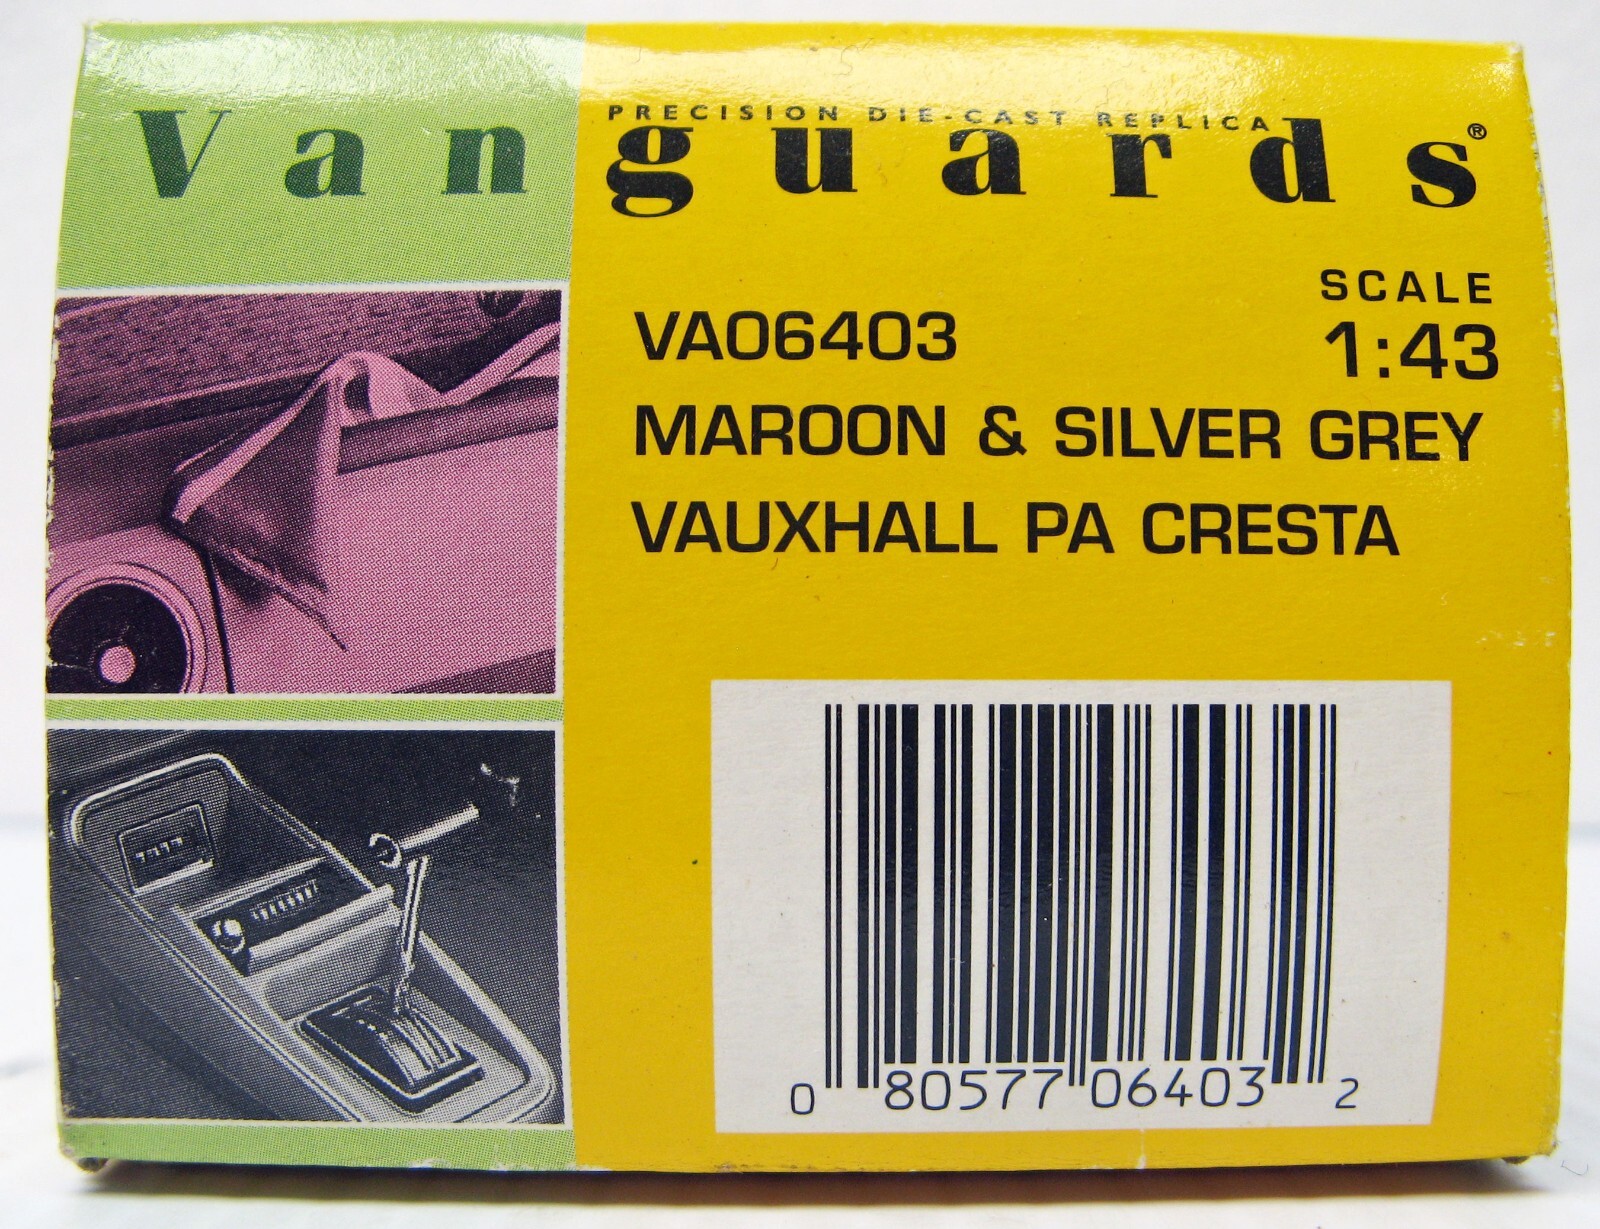 PRECISION DIE-CAST REPLICA
Vanguards®
SCALE
1:43
VA06403
MAROON & SILVER GREY
VAUXHALL PA CRESTA
0 80577 06403 2